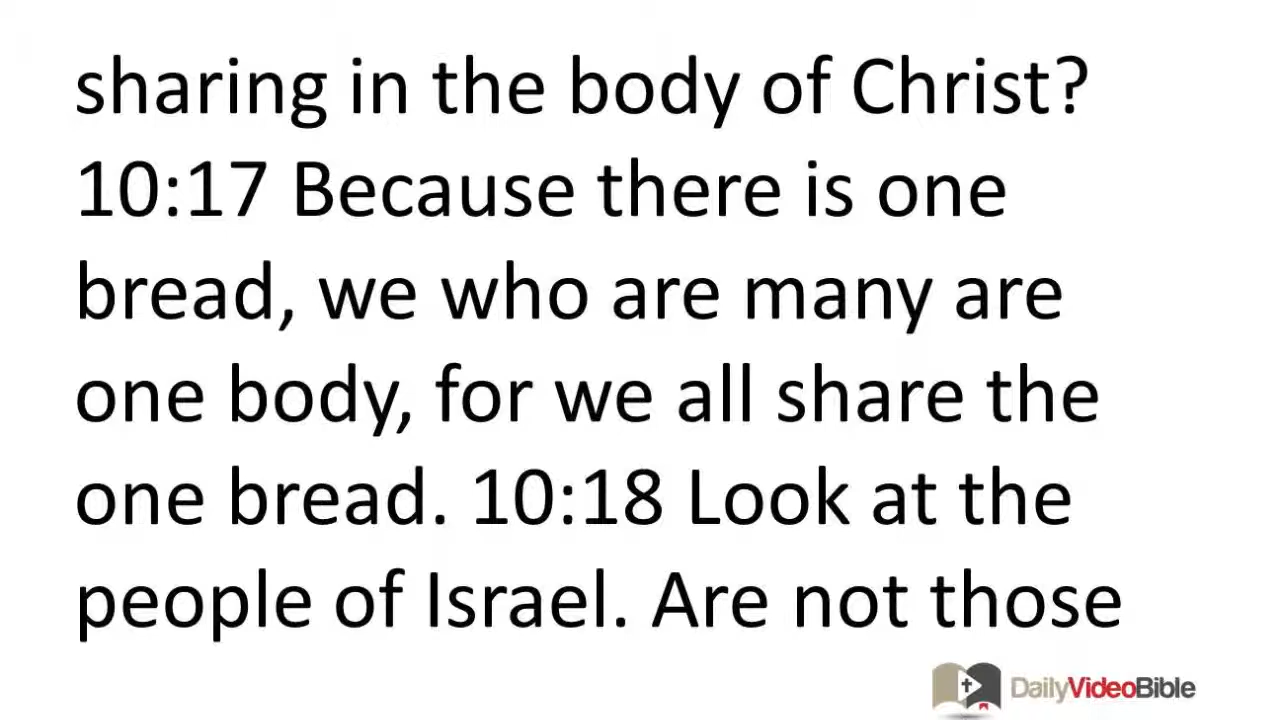 sharing in the body of Christ?
10:17 Because there is one
bread, we who are many are
one body, for we all share the
one bread. 10:18 Look at the
people of Israel. Are not those
DailyVideoBible